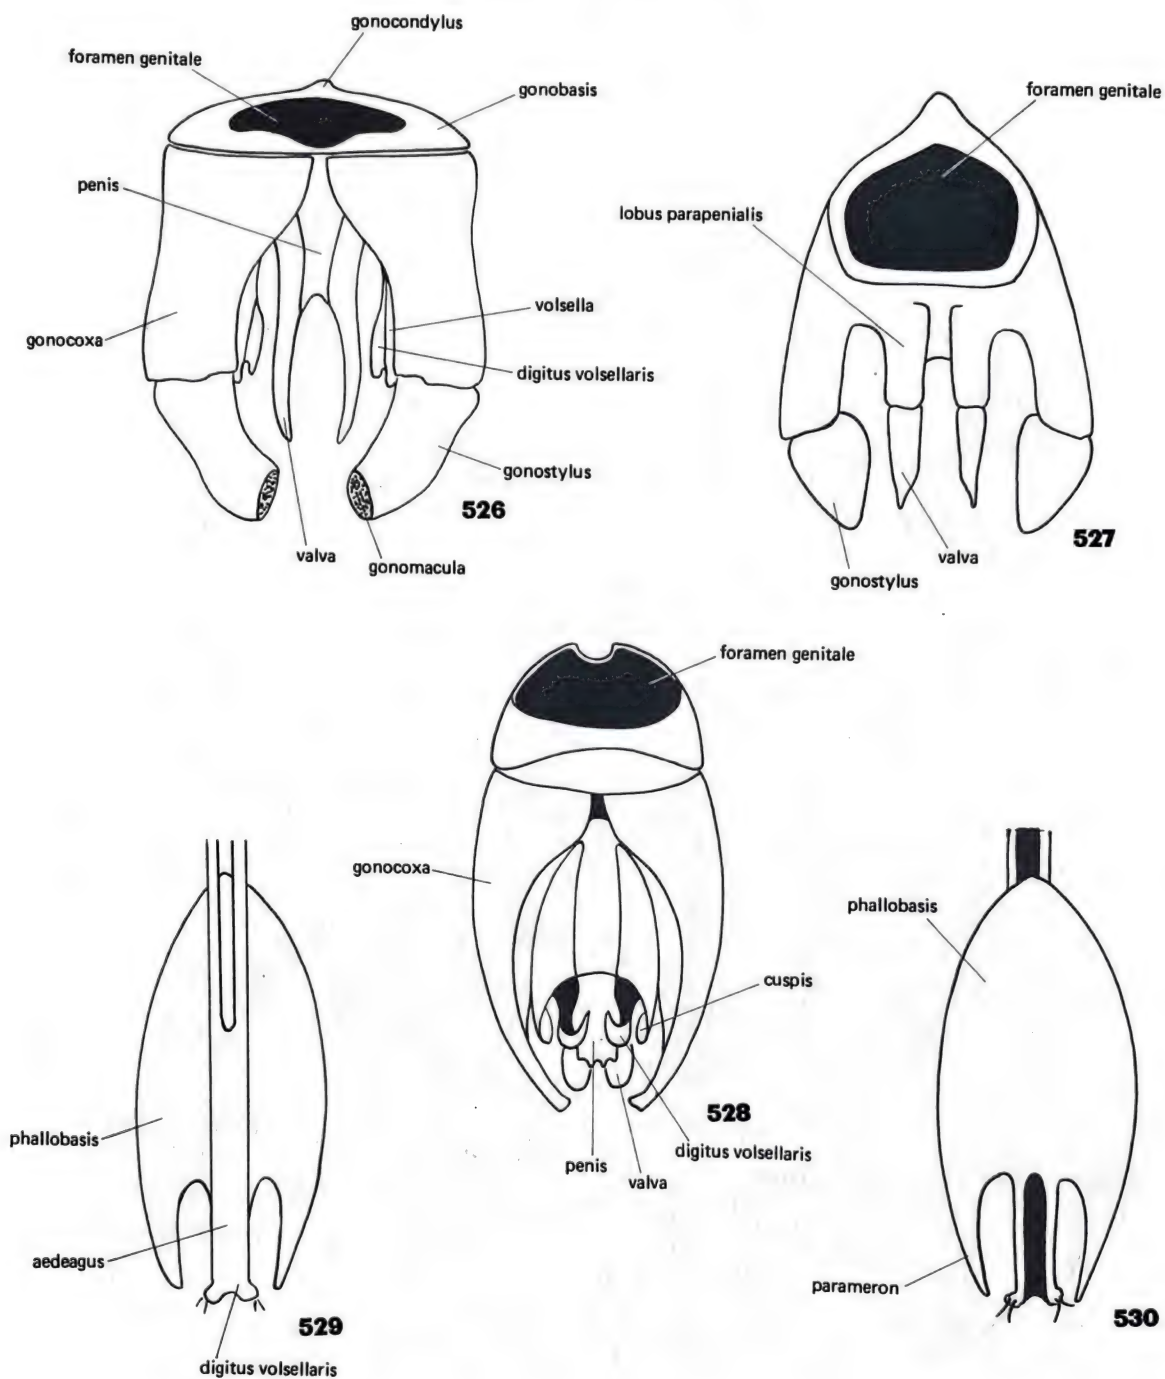 gonocondylus
foramen genitale
gonobasis
penis
volsella
gonocoxa
digitus volsellaris
gonostylus
526
valva
gonomacula
foramen genitale
lobus parapenialis
527
valva
gonostylus
foramen genitale
gonocoxa
cuspis
528
digitus volsellaris
penis
valva
phallobasis
aedeagus
529
digitus volsellaris
phallobasis
parameron
530